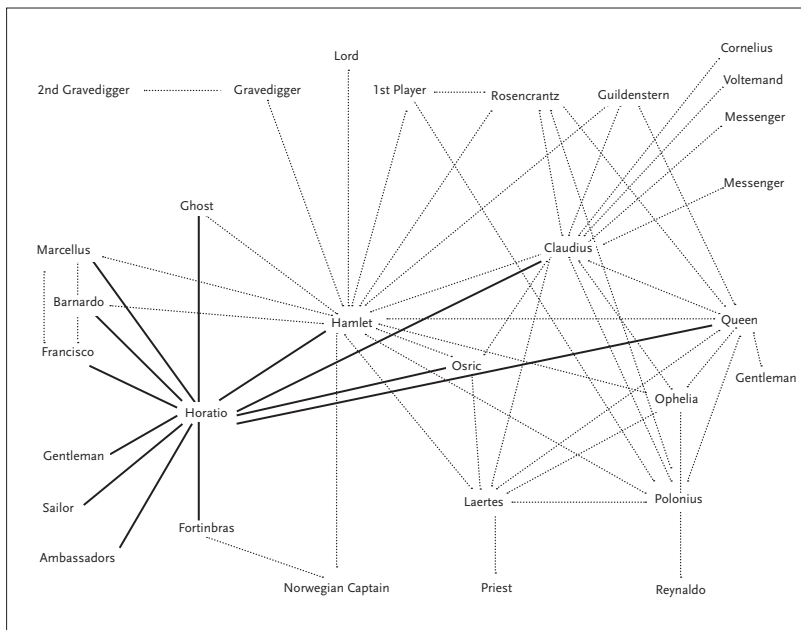 Lord
Cornelius
Voltemand
2nd Gravedigger
Gravedigger
1st Player
Rosencrantz
Guildenstern
Messenger
Messenger
Ghost
Marcellus
Claudius
Barnardo
Hamlet
Queen
Francisco
Osric
Gentleman
Ophelia
Horatio
Gentleman
Laertes
Polonius
Sailor
Fortinbras
Ambassadors
Norwegian Captain
Priest
Reynaldo